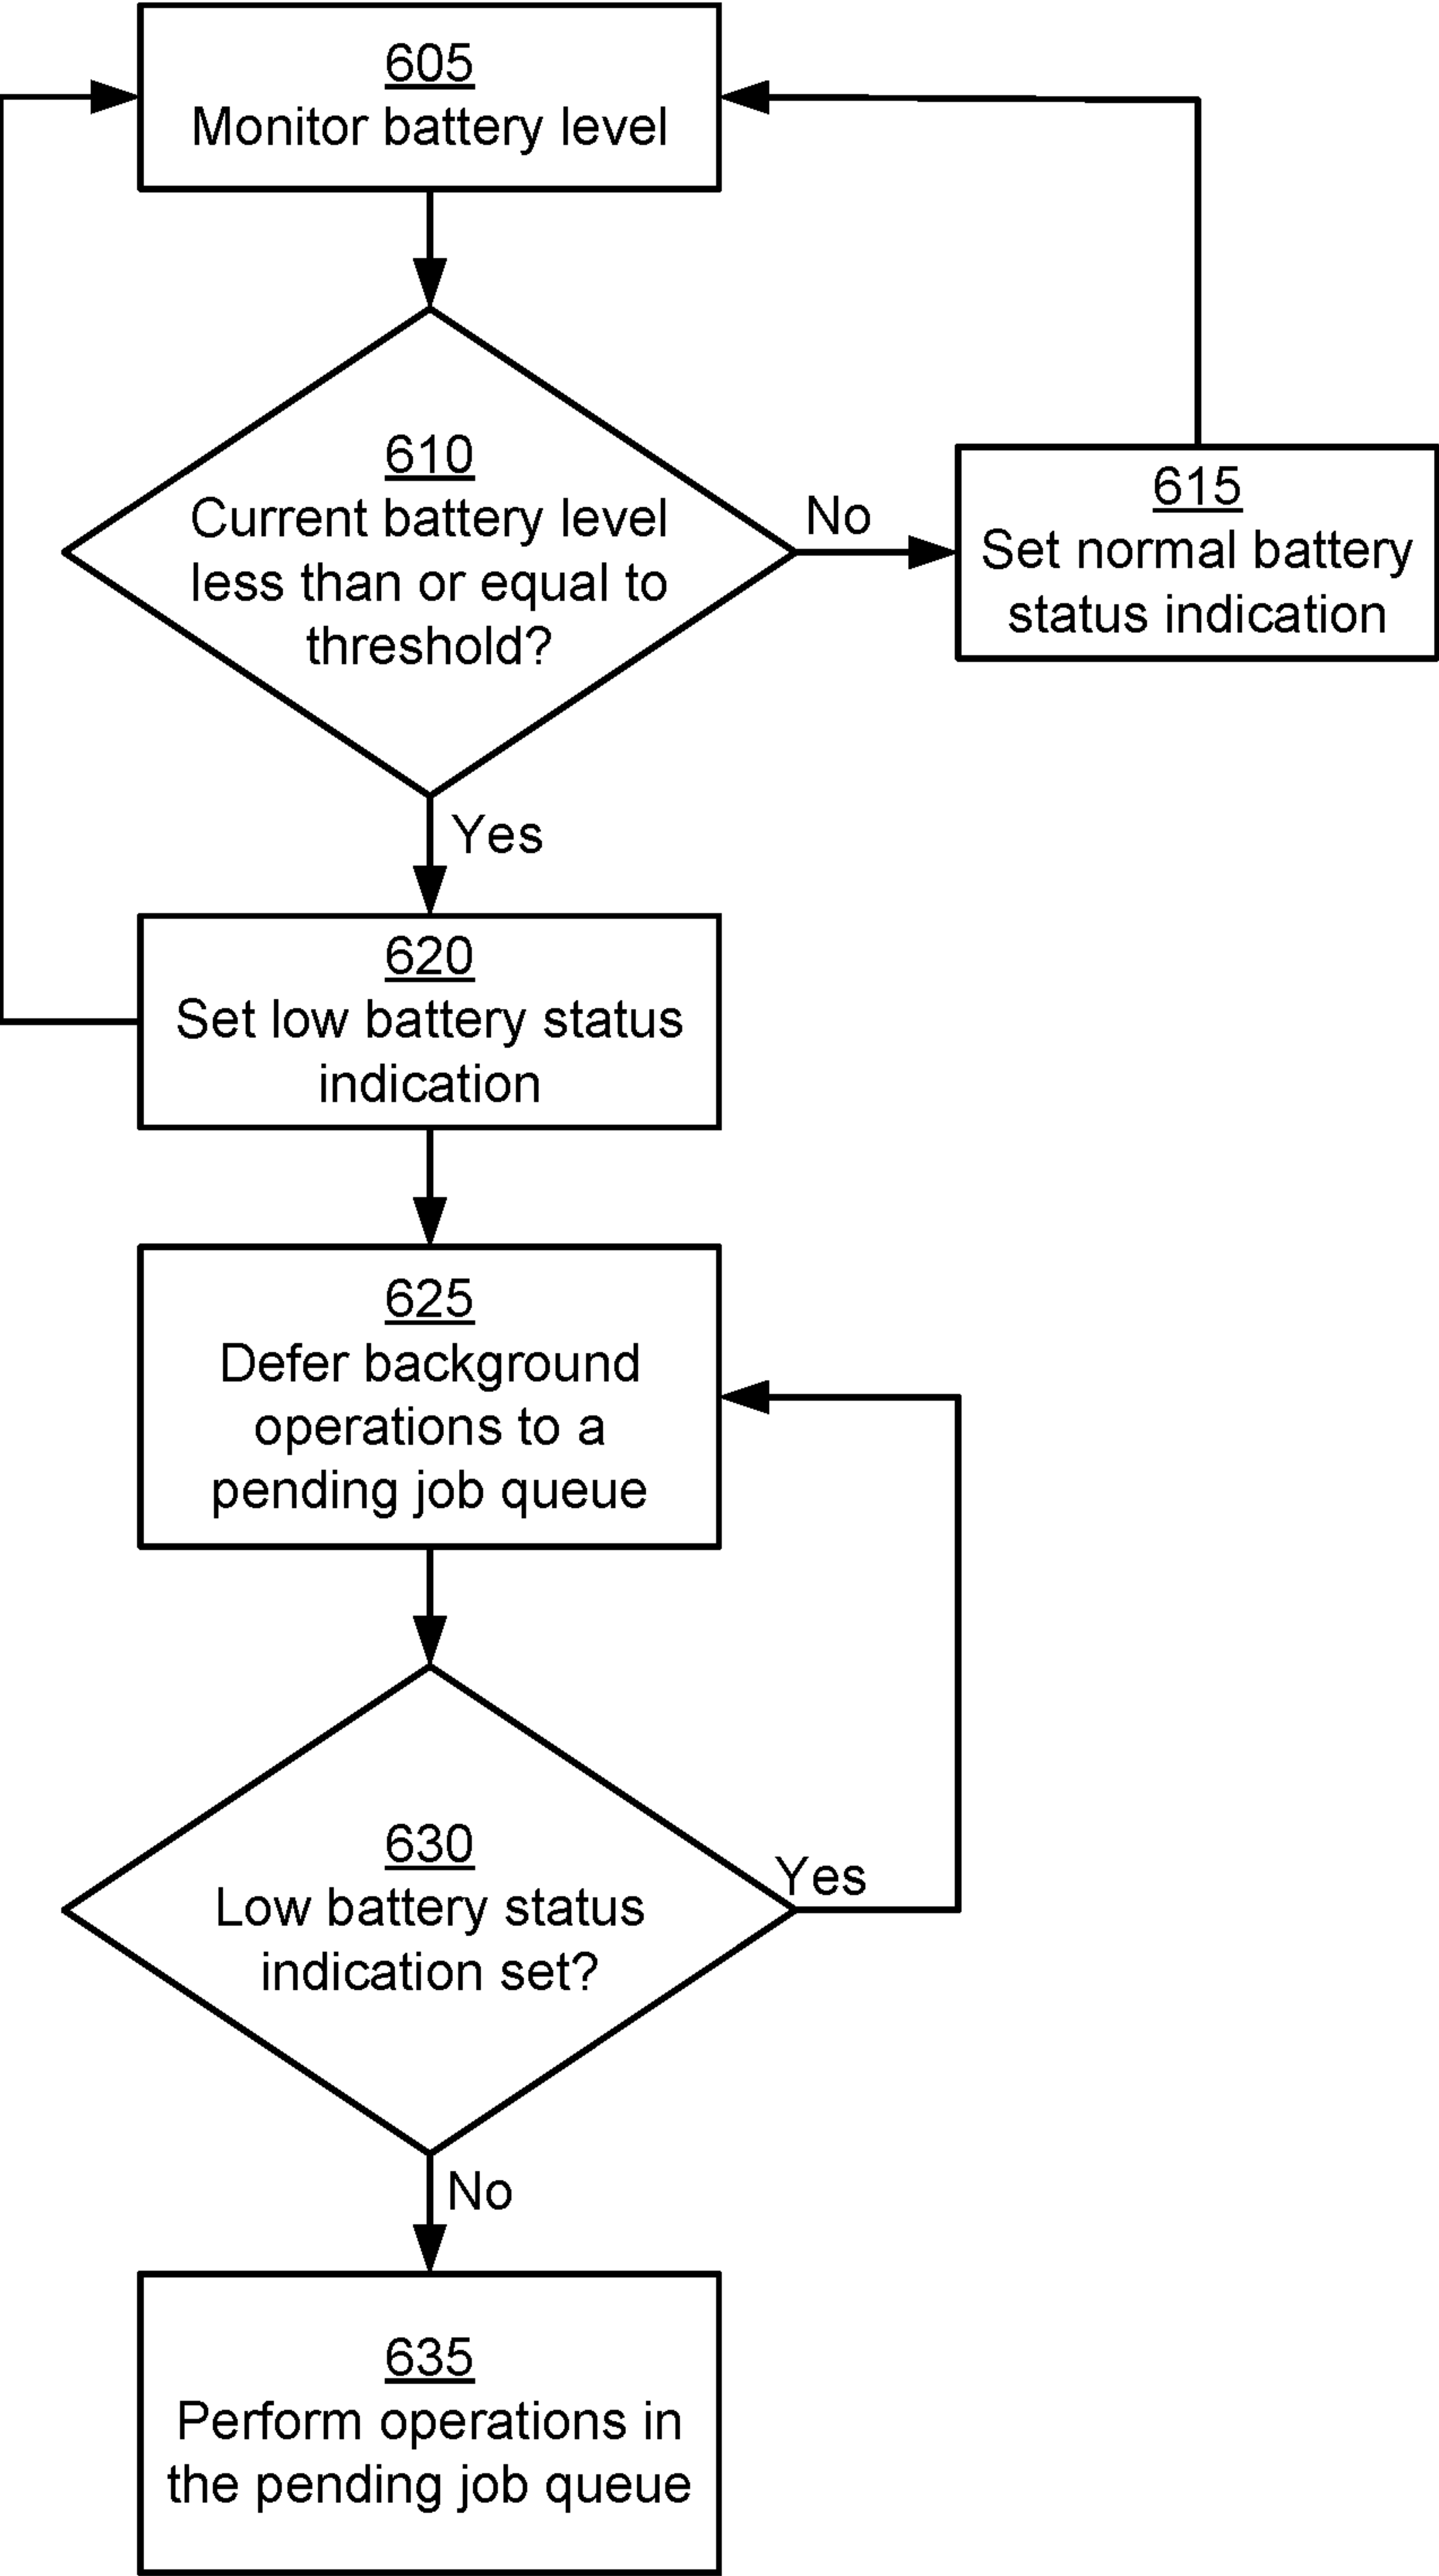 605
Monitor battery level
610
Current battery level
less than or equal to
threshold?
No
615
Set normal battery
status indication
Yes
620
Set low battery status
indication
625
Defer background
operations to a
pending job queue
630
Low battery status
indication set?
Yes
No
635
Perform operations in
the pending job queue